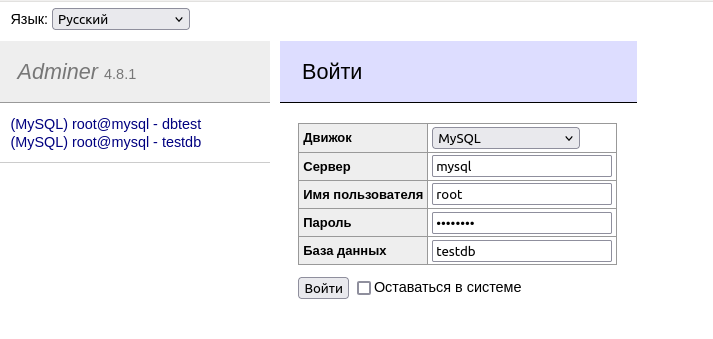 Язык: Русский
Adminer 4.8.1
Войти
(MySQL) root@mysql - dbtest
(MySQL) root@mysql - testdb
Движок MySQL
Сервер mysql
Имя пользователя root
Пароль ••••••••
База данных testdb
Войти Оставаться в системе